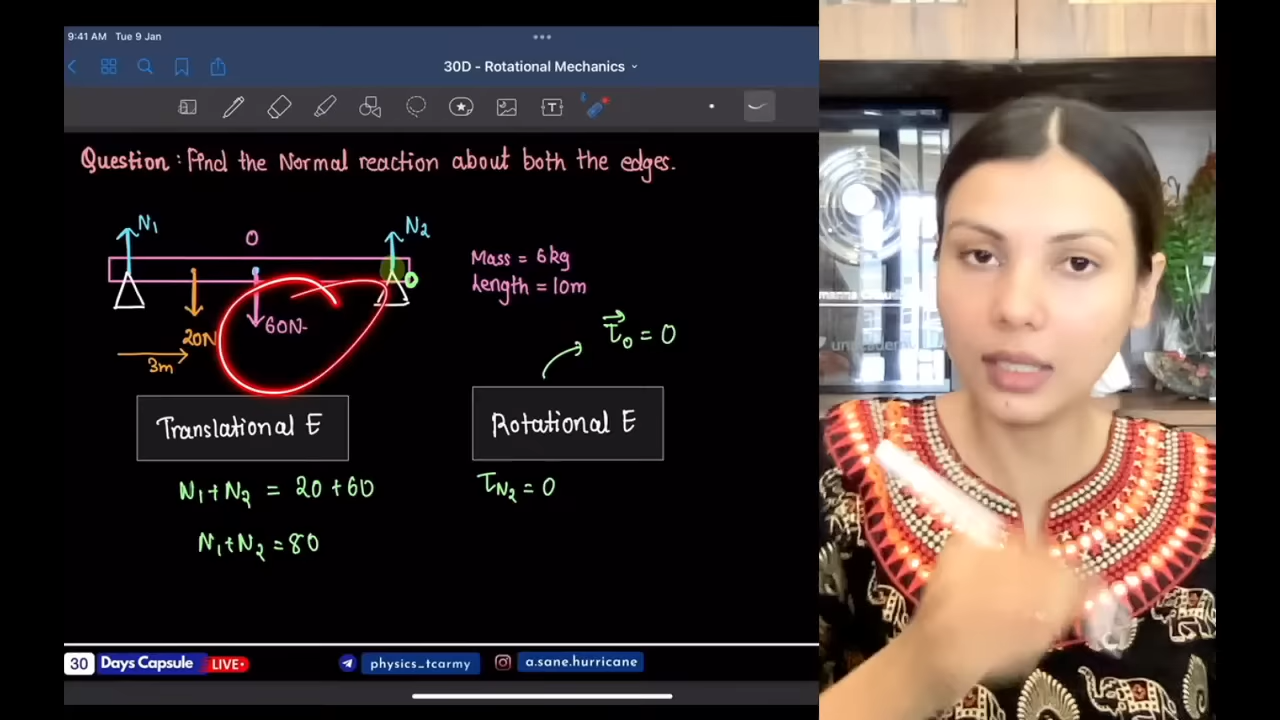 9:41 AM Tue 9 Jan
30D - Rotational Mechanics
Question : Find the Normal reaction about both the edges.
N1
O
N2
Mass = 6kg
Length = 10m
20N
60N
3m
τo = 0
Translational E
Rotational E
N1+N2 = 20+60
τN2 = 0
N1+N2 = 80
30 Days Capsule LIVE
physics_tcarmy
a.sane.hurricane